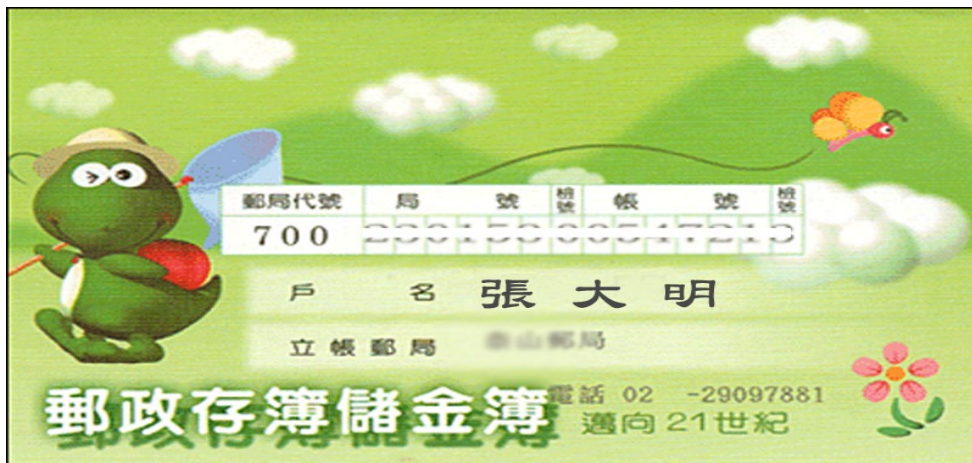 郵局代號 局 號 檢號 帳 號 檢號
700
戶 名 張大明
立帳郵局 郵局
電話 02 -29097881
郵政存簿儲金簿 邁向21世紀